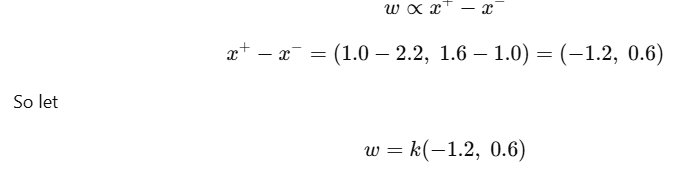 w ∝ x⁺ − x⁻
x⁺ − x⁻ = (1.0 − 2.2, 1.6 − 1.0) = (−1.2, 0.6)
So let
w = k(−1.2, 0.6)